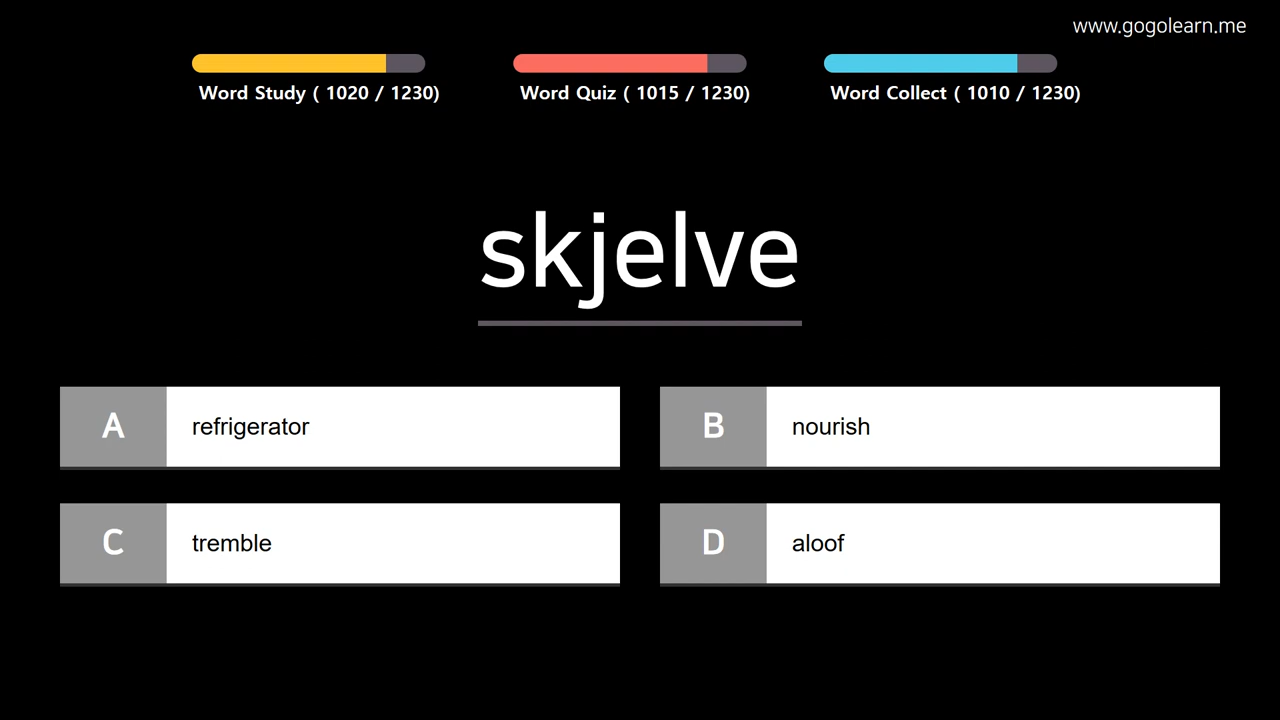 www.gogolearn.me
Word Study ( 1020 / 1230)
Word Quiz ( 1015 / 1230)
Word Collect ( 1010 / 1230)
skjelve
A refrigerator
B nourish
C tremble
D aloof